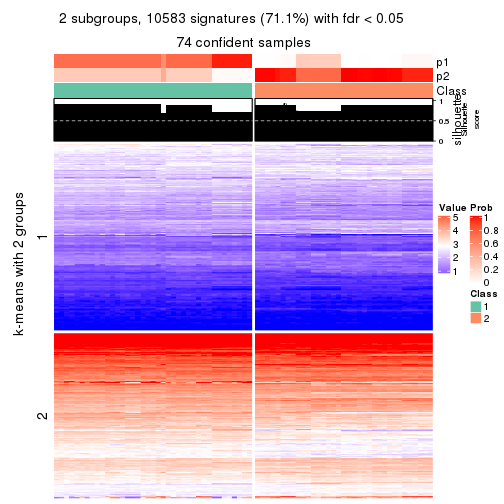 2 subgroups, 10583 signatures (71.1%) with fdr < 0.05
74 confident samples
p1
p2
Class
1
0.5
0
silhouette
Silhouette
score
k-means with 2 groups
1
2
Value
5
4
3
2
1
Prob
1
0.8
0.6
0.4
0.2
0
Class
1
2